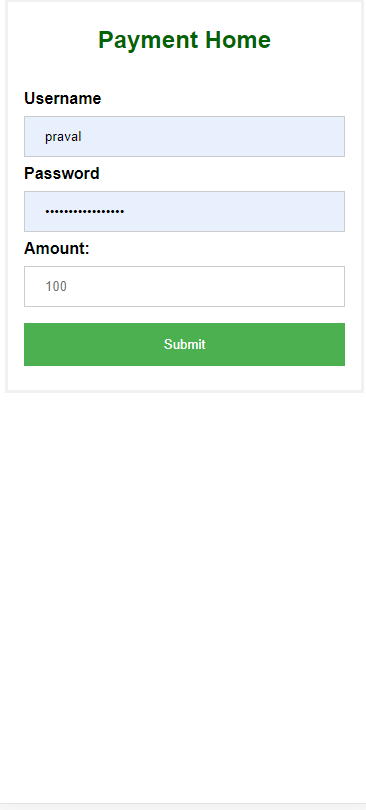 Payment Home
Username
praval
Password
•••••••••••••••••
Amount:
100
Submit